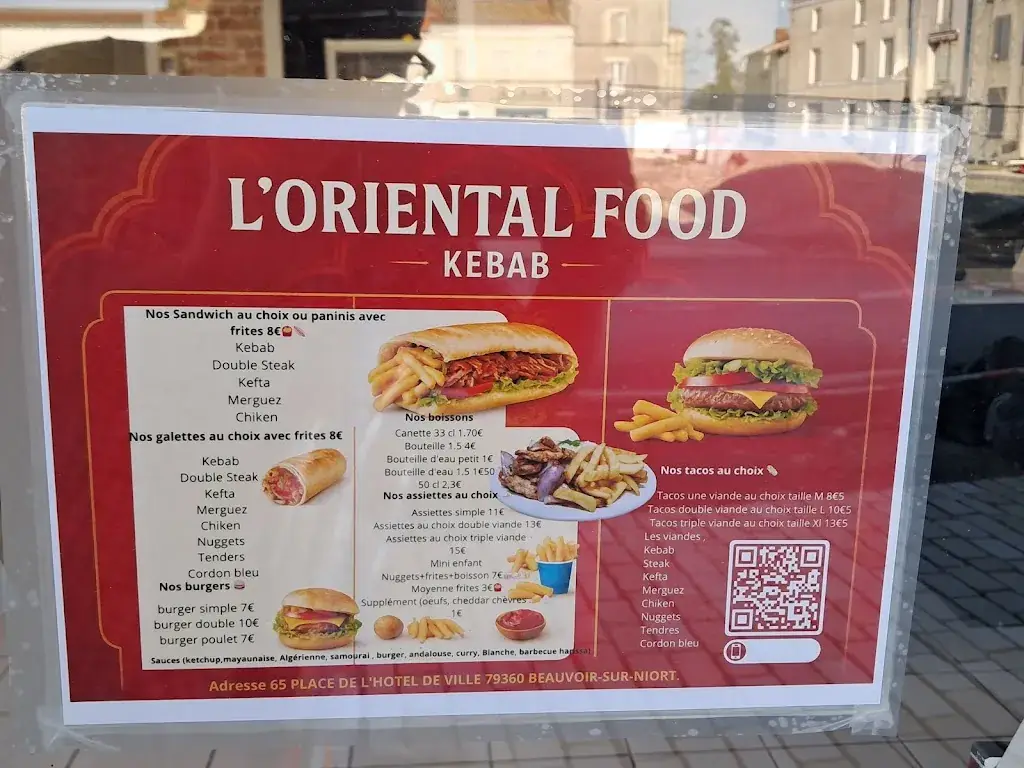 L'ORIENTAL FOOD
KEBAB
Nos Sandwich au choix ou paninis avec
frites 8€
Kebab
Double Steak
Kefta
Merguez
Chiken
Nos galettes au choix avec frites 8€
Kebab
Double Steak
Kefta
Merguez
Chiken
Nuggets
Tenders
Cordon bleu
Nos burgers
burger simple 7€
burger double 10€
burger poulet 7€
Nos boissons
Canette 33 cl 1.70€
Bouteille 1.5 4€
Bouteille d'eau petit 1€
Bouteille d'eau 1.5 1€50
50 cl 2,3€
Nos assiettes au choix
Assiettes simple 11€
Assiettes au choix double viande 13€
Assiettes au choix triple viande
15€
Mini enfant
Nuggets+frites+boisson 7€
Moyenne frites 3€
Supplément (oeufs, cheddar chèvres
1€
Nos tacos au choix
Tacos une viande au choix taille M 8€5
Tacos double viande au choix taille L 10€5
Tacos triple viande au choix taille Xl 13€5
Les viandes ,
Kebab
Steak
Kefta
Merguez
Chiken
Nuggets
Tendres
Cordon bleu
Sauces (ketchup,mayaunaise, Algérienne, samourai , burger, andalouse, curry, Blanche, barbecue
Adresse 65 PLACE DE L'HOTEL DE VILLE 79360 BEAUVOIR-SUR-NIORT.